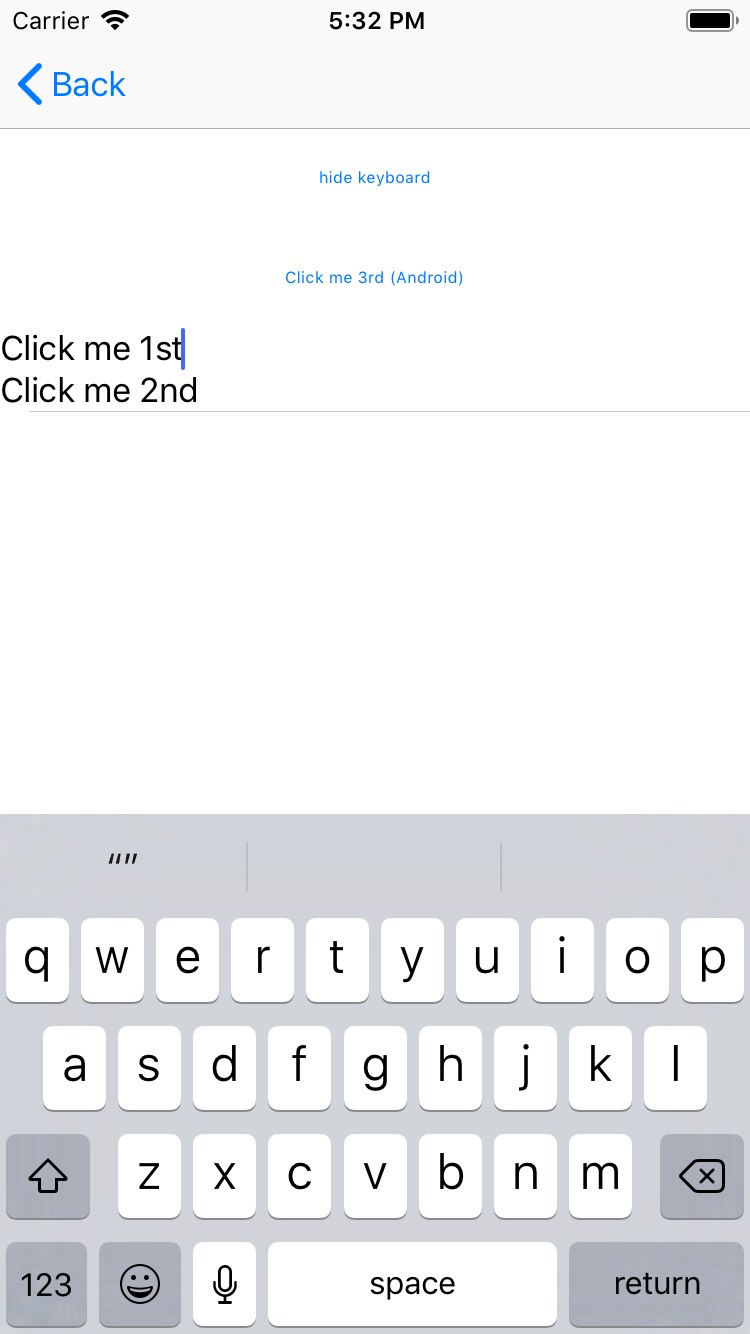 Carrier 5:32 PM
Back
hide keyboard
Click me 3rd (Android)
Click me 1st
Click me 2nd
“”
q w e r t y u i o p
a s d f g h j k l
z x c v b n m
123 space return